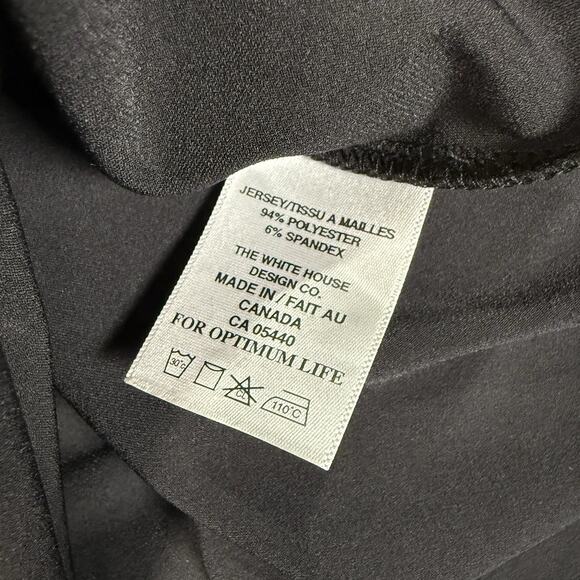 JERSEY/TISSU A MAILLES
94% POLYESTER
6% SPANDEX
THE WHITE HOUSE
DESIGN CO.
MADE IN / FAIT AU
CANADA
CA 05440
FOR OPTIMUM LIFE
30°C CL 110°C